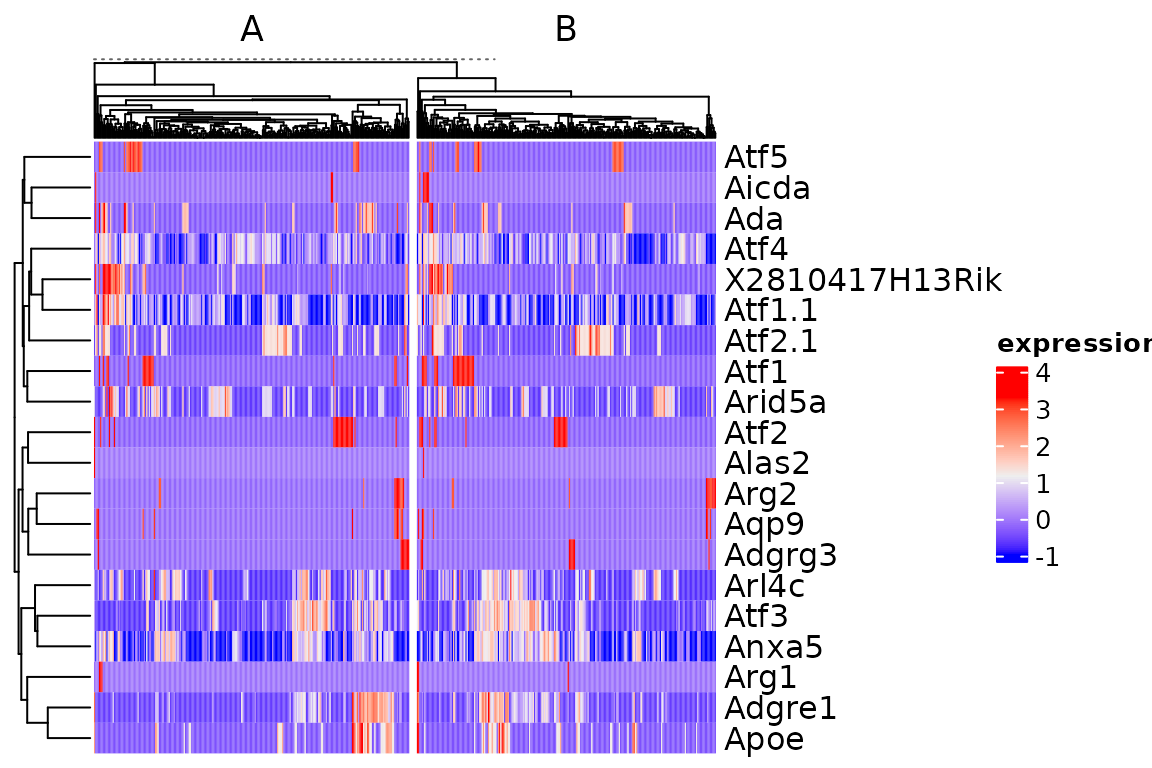 A
B
Atf5
Aicda
Ada
Atf4
X2810417H13Rik
Atf1.1
Atf2.1
Atf1
Arid5a
Atf2
Alas2
Arg2
Aqp9
Adgrg3
Arl4c
Atf3
Anxa5
Arg1
Adgre1
Apoe
expression
4
3
2
1
0
-1